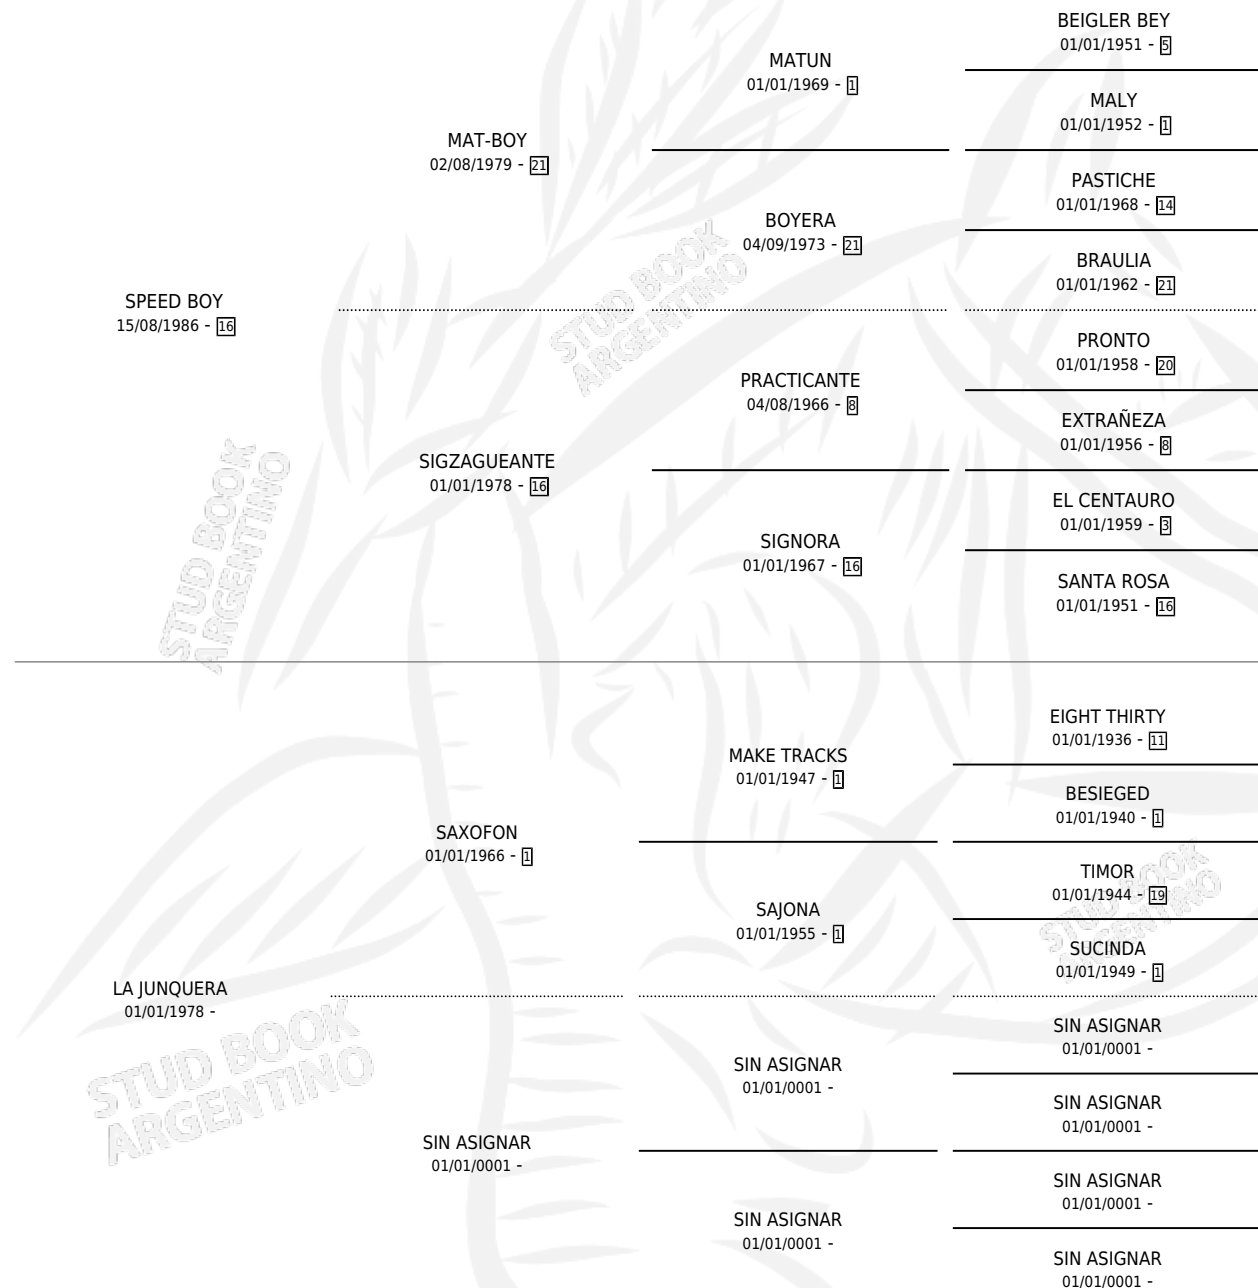 BEIGLER BEY
01/01/1951 - 5
MATUN
01/01/1969 - 1
MALY
01/01/1952 - 1
MAT-BOY
02/08/1979 - 21
PASTICHE
01/01/1968 - 14
BOYERA
04/09/1973 - 21
BRAULIA
01/01/1962 - 21
SPEED BOY
15/08/1986 - 16
PRONTO
01/01/1958 - 20
PRACTICANTE
04/08/1966 - 8
EXTRAÑEZA
01/01/1956 - 8
SIGZAGUEANTE
01/01/1978 - 16
EL CENTAURO
01/01/1959 - 3
SIGNORA
01/01/1967 - 16
SANTA ROSA
01/01/1951 - 16
EIGHT THIRTY
01/01/1936 - 11
MAKE TRACKS
01/01/1947 - 1
BESIEGED
01/01/1940 - 1
SAXOFON
01/01/1966 - 1
TIMOR
01/01/1944 - 19
SAJONA
01/01/1955 - 1
SUCINDA
01/01/1949 - 1
LA JUNQUERA
01/01/1978 -
SIN ASIGNAR
01/01/0001 -
SIN ASIGNAR
01/01/0001 -
SIN ASIGNAR
01/01/0001 -
SIN ASIGNAR
01/01/0001 -
SIN ASIGNAR
01/01/0001 -
SIN ASIGNAR
01/01/0001 -
SIN ASIGNAR
01/01/0001 -
STUD BOOK
ARGENTINO
STUD BOOK
ARGENTINO
STUD BOOK
ARGENTINO
STUD BOOK
ARGENTINO